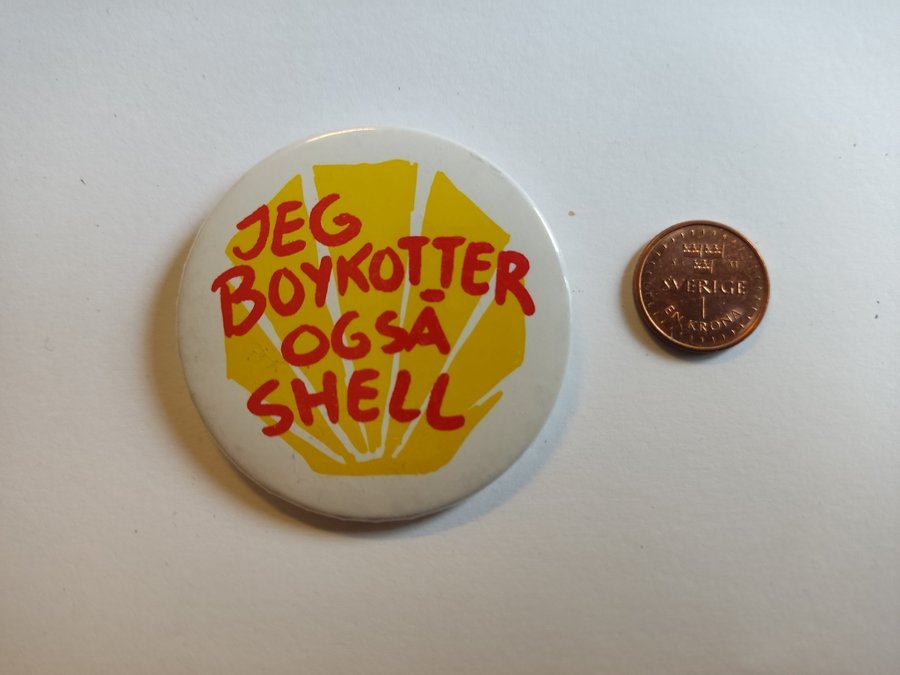 JEG
BOYKOTTER
OGSÅ
SHELL
SVERIGE
1
EN KRONA